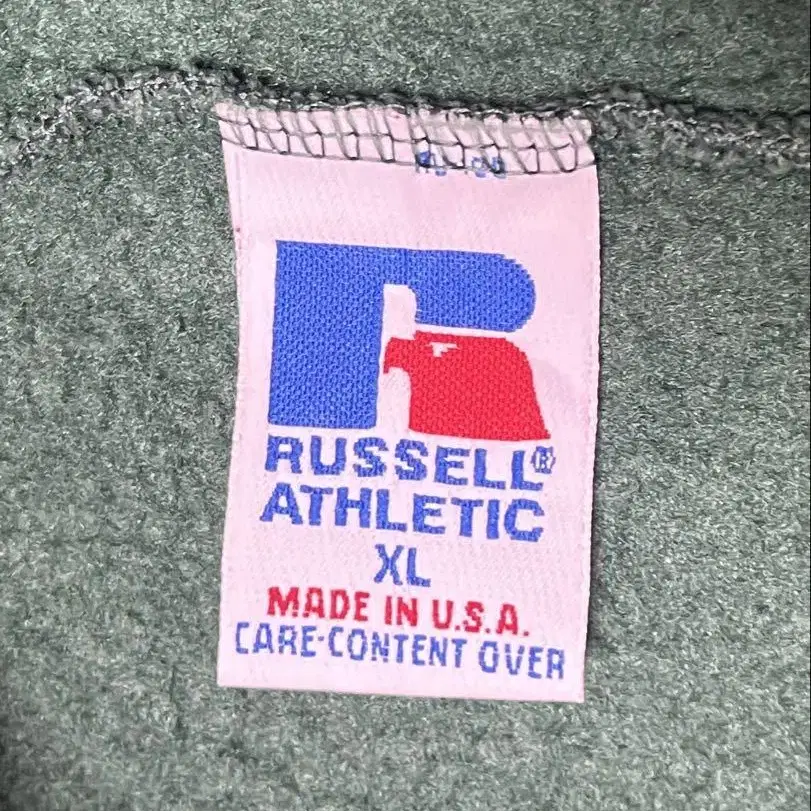 RUSSELL®
ATHLETIC
XL
MADE IN U.S.A.
CARE-CONTENT OVER